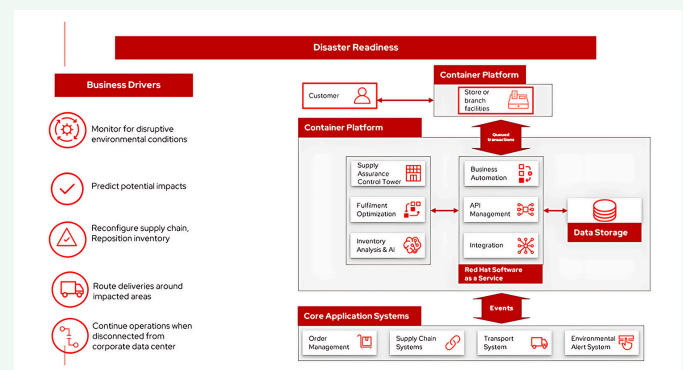 Disaster Readiness
Business Drivers
Monitor for disruptive
environmental conditions
Predict potential impacts
Reconfigure supply chain,
Reposition inventory
Route deliveries around
impacted areas
Continue operations when
disconnected from
corporate data center
Container Platform
Customer
Store or
branch
facilities
Container Platform
Queued
transactions
Supply
Assurance
Control Tower
Fulfilment
Optimization
Inventory
Analysis & AI
Business
Automation
API
Management
Integration
Red Hat Software
as a Service
Data Storage
Events
Core Application Systems
Order
Management
Supply Chain
Systems
Transport
System
Environmental
Alert System